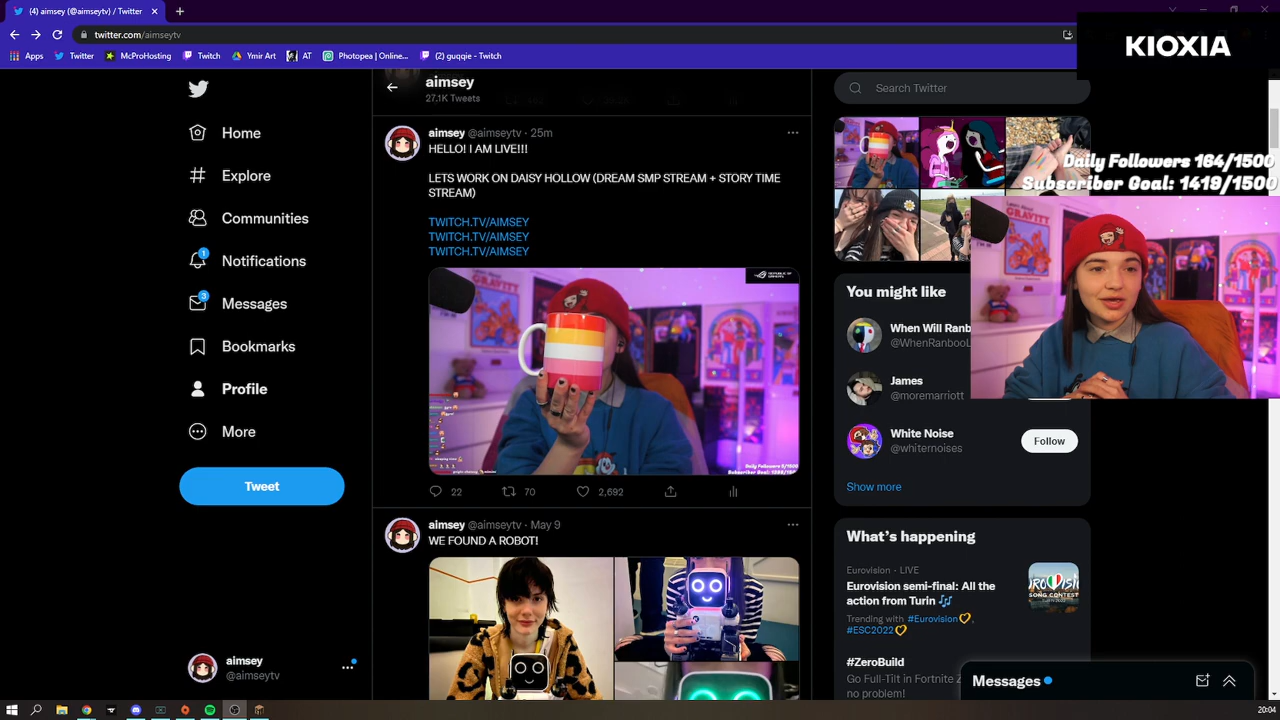 (4) aimsey (@aimseytv) / Twitter
twitter.com/aimseytv
Apps
Twitter
McProHosting
Twitch
Ymir Art
AT
Photopea | Online...
(2) guqqie - Twitch
KIOXIA
aimsey
27.1K Tweets
Search Twitter
Home
Explore
Communities
1
Notifications
3
Messages
Bookmarks
Profile
More
Tweet
aimsey
@aimseytv
aimsey @aimseytv · 25m
HELLO! I AM LIVE!!!
LETS WORK ON DAISY HOLLOW (DREAM SMP STREAM + STORY TIME
STREAM)
TWITCH.TV/AIMSEY
TWITCH.TV/AIMSEY
TWITCH.TV/AIMSEY
22
70
2,692
aimsey @aimseytv · May 9
WE FOUND A ROBOT!
Daily Followers 164/1500
Subscriber Goal: 1419/1500
GRAVITY
You might like
When Will Ranb
@WhenRanbooL
James
@moremarriott
White Noise
@whiternoises
Follow
Show more
What's happening
Eurovision · LIVE
Eurovision semi-final: All the
action from Turin 🎶
Trending with #Eurovision💛,
#ESC2022💛
#ZeroBuild
Go Full-Tilt in Fortnite Z
no problem!
Messages
20:04